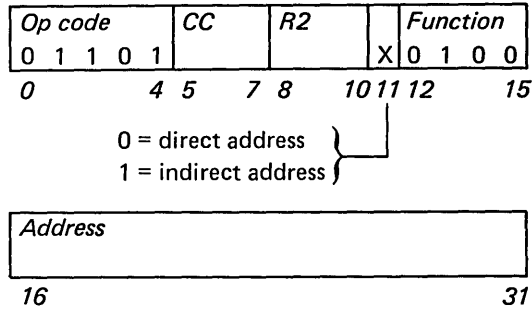 Op code CC R2 Function
0 1 1 0 1 X 0 1 0 0
0 4 5 7 8 10 11 12 15
0 = direct address
1 = indirect address
Address
16 31